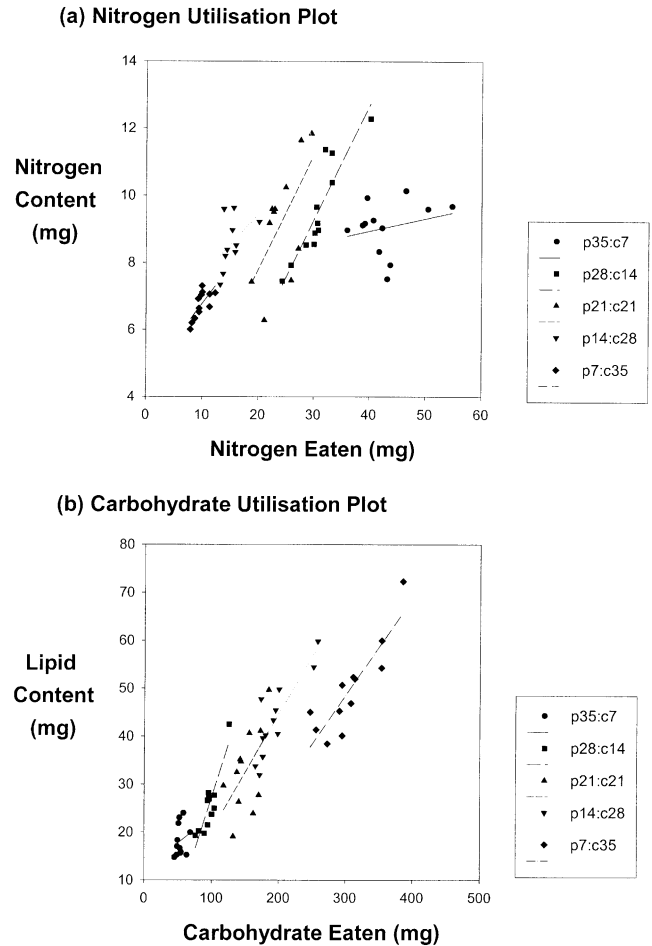 (a) Nitrogen Utilisation Plot
14
12
10
8
6
4
Nitrogen
Content
(mg)
0 10 20 30 40 50 60
Nitrogen Eaten (mg)
p35:c7
p28:c14
p21:c21
p14:c28
p7:c35
(b) Carbohydrate Utilisation Plot
80
70
60
50
40
30
20
10
Lipid
Content
(mg)
0 100 200 300 400 500
Carbohydrate Eaten (mg)
p35:c7
p28:c14
p21:c21
p14:c28
p7:c35